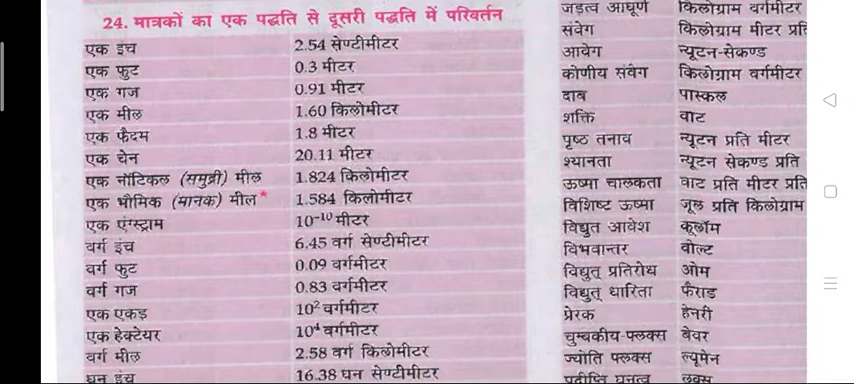 24. मात्रकों का एक पद्धति से दूसरी पद्धति में परिवर्तन
एक इंच 2.54 सेण्टीमीटर
एक फुट 0.3 मीटर
एक गज 0.91 मीटर
एक मील 1.60 किलोमीटर
एक फैदम 1.8 मीटर
एक चेन 20.11 मीटर
एक नॉटिकल (समुद्री) मील 1.824 किलोमीटर
एक भौमिक (मानक) मील* 1.584 किलोमीटर
एक एंग्स्ट्राम 10⁻¹⁰ मीटर
वर्ग इंच 6.45 वर्ग सेण्टीमीटर
वर्ग फुट 0.09 वर्गमीटर
वर्ग गज 0.83 वर्गमीटर
एक एकड़ 10² वर्गमीटर
एक हेक्टेयर 10⁴ वर्गमीटर
वर्ग मील 2.58 वर्ग किलोमीटर
घन इंच 16.38 घन सेण्टीमीटर
जड़त्व आघूर्ण किलोग्राम वर्गमीटर
संवेग किलोग्राम मीटर प्रति
आवेग न्यूटन-सेकण्ड
कोणीय संवेग किलोग्राम वर्गमीटर
दाब पास्कल
शक्ति वाट
पृष्ठ तनाव न्यूटन प्रति मीटर
श्यानता न्यूटन सेकण्ड प्रति
ऊष्मा चालकता वाट प्रति मीटर प्रति
विशिष्ट ऊष्मा जूल प्रति किलोग्राम
विद्युत आवेश कूलॉम
विभवान्तर वोल्ट
विद्युत् प्रतिरोध ओम
विद्युत् धारिता फैराड
प्रेरक हेनरी
चुम्बकीय-फ्लक्स बेवर
ज्योति फ्लक्स ल्यूमेन
प्रदीप्ति घनत्व लक्स